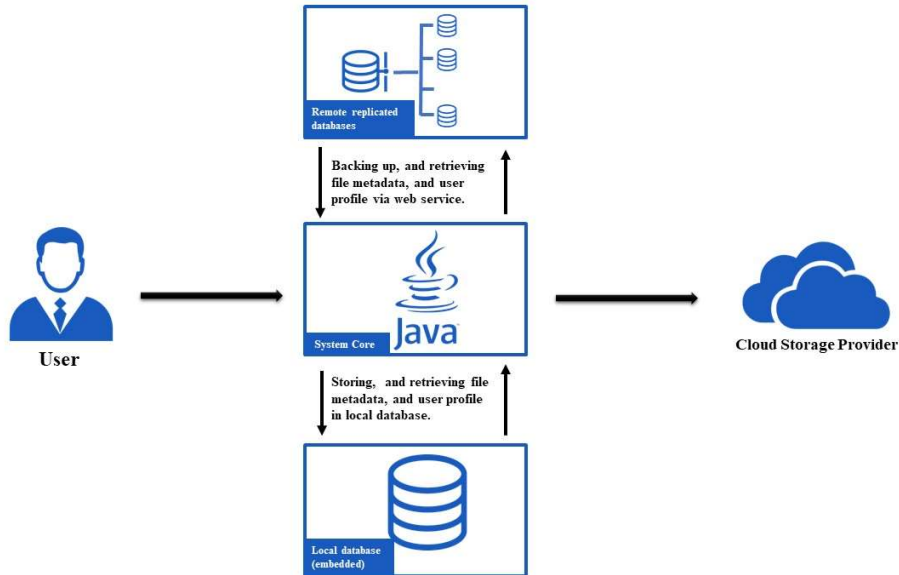 Remote replicated
databases
Backing up, and retrieving
file metadata, and user
profile via web service.
User
System Core
Java
Cloud Storage Provider
Storing, and retrieving file
metadata, and user profile
in local database.
Local database
(embedded)